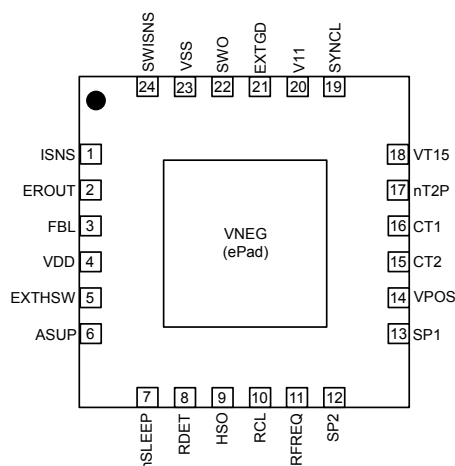 SWISNS
VSS
SWO
EXTGD
V11
SYNCL
24
23
22
21
20
19
ISNS 1
EROUT 2
FBL 3
VDD 4
EXTHSW 5
ASUP 6
VNEG
(ePad)
18 VT15
17 nT2P
16 CT1
15 CT2
14 VPOS
13 SP1
7
8
9
10
11
12
nSLEEP
RDET
HSO
RCL
RFREQ
SP2